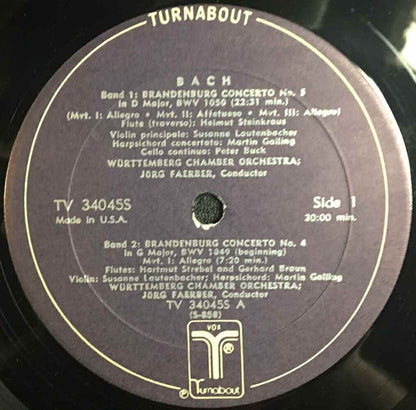 TURNABOUT
BACH
Band 1: BRANDENBURG CONCERTO No. 5
in D Major, BWV 1050 (22:31 min.)
(Mvt. I: Allegro • Mvt. II: Affetuoso • Mvt. III: Allegro)
Flute (traverso): Helmut Steinkraus
Violin principale: Susanne Lautenbacher
Harpsichord concertato: Martin Galling
Cello continuo: Peter Buck
WÜRTTEMBERG CHAMBER ORCHESTRA;
JÖRG FAERBER, Conductor
TV 34045S Side 1
Made in U.S.A. 30:00 min.
Band 2: BRANDENBURG CONCERTO No. 4
in G Major, BWV 1049 (beginning)
Mvt. I: Allegro (7:20 min.)
Flutes: Hartmut Strebel and Gerhard Braun
Violin: Susanne Lautenbacher; Harpsichord: Martin Galling
WÜRTTEMBERG CHAMBER ORCHESTRA;
JÖRG FAERBER, Conductor
TV 34045S A
(S-858)
VOX
T ®
℗ Turnabout